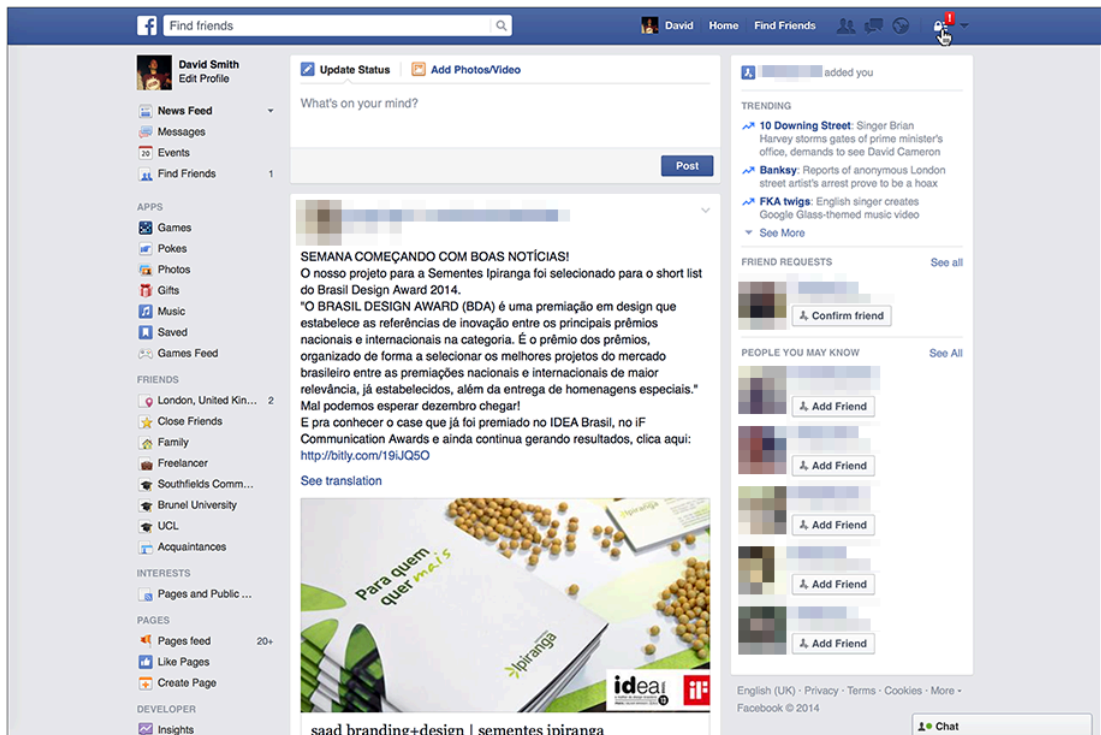 Find friends
David
Home
Find Friends
!
David Smith
Edit Profile
News Feed
Messages
20
Events
Find Friends 1
APPS
Games
Pokes
Photos
Gifts
Music
Saved
Games Feed
FRIENDS
London, United Kin... 2
Close Friends
Family
Freelancer
Southfields Comm...
Brunel University
UCL
Acquaintances
INTERESTS
Pages and Public ...
PAGES
Pages feed 20+
Like Pages
Create Page
DEVELOPER
Insights
Update Status
Add Photos/Video
What's on your mind?
Post
SEMANA COMEÇANDO COM BOAS NOTÍCIAS!
O nosso projeto para a Sementes Ipiranga foi selecionado para o short list
do Brasil Design Award 2014.
"O BRASIL DESIGN AWARD (BDA) é uma premiação em design que
estabelece as referências de inovação entre os principais prêmios
nacionais e internacionais na categoria. É o prêmio dos prêmios,
organizado de forma a selecionar os melhores projetos do mercado
brasileiro entre as premiações nacionais e internacionais de maior
relevância, já estabelecidos, além da entrega de homenagens especiais."
Mal podemos esperar dezembro chegar!
E pra conhecer o case que já foi premiado no IDEA Brasil, no iF
Communication Awards e ainda continua gerando resultados, clica aqui:
http://bitly.com/19iJQ5O
See translation
Ipiranga
Para quem
quer mais
Ipiranga
idea
iF
saad branding+design | sementes ipiranga
added you
TRENDING
10 Downing Street: Singer Brian
Harvey storms gates of prime minister's
office, demands to see David Cameron
Banksy: Reports of anonymous London
street artist's arrest prove to be a hoax
FKA twigs: English singer creates
Google Glass-themed music video
See More
FRIEND REQUESTS See all
Confirm friend
PEOPLE YOU MAY KNOW See All
Add Friend
Add Friend
Add Friend
Add Friend
Add Friend
English (UK) · Privacy · Terms · Cookies · More
Facebook © 2014
Chat